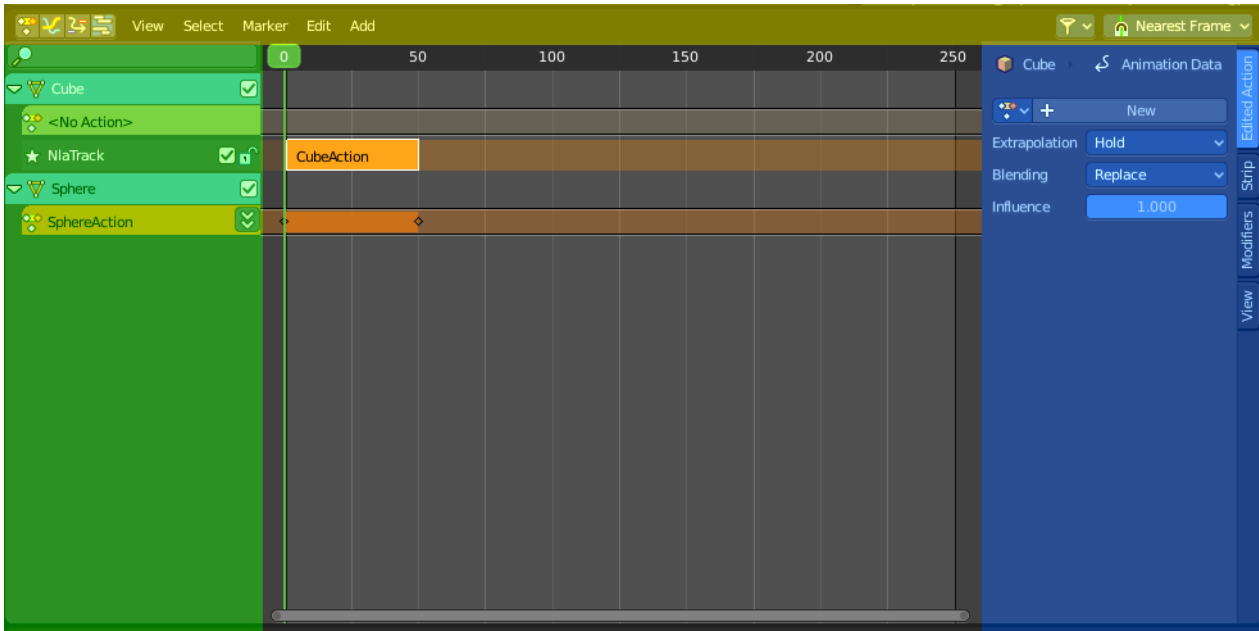 View Select Marker Edit Add Nearest Frame
0 50 100 150 200 250
Cube
<No Action>
NlaTrack
CubeAction
Sphere
SphereAction
Cube Animation Data
New
Extrapolation Hold
Blending Replace
Influence 1.000
Edited Action
Strip
Modifiers
View